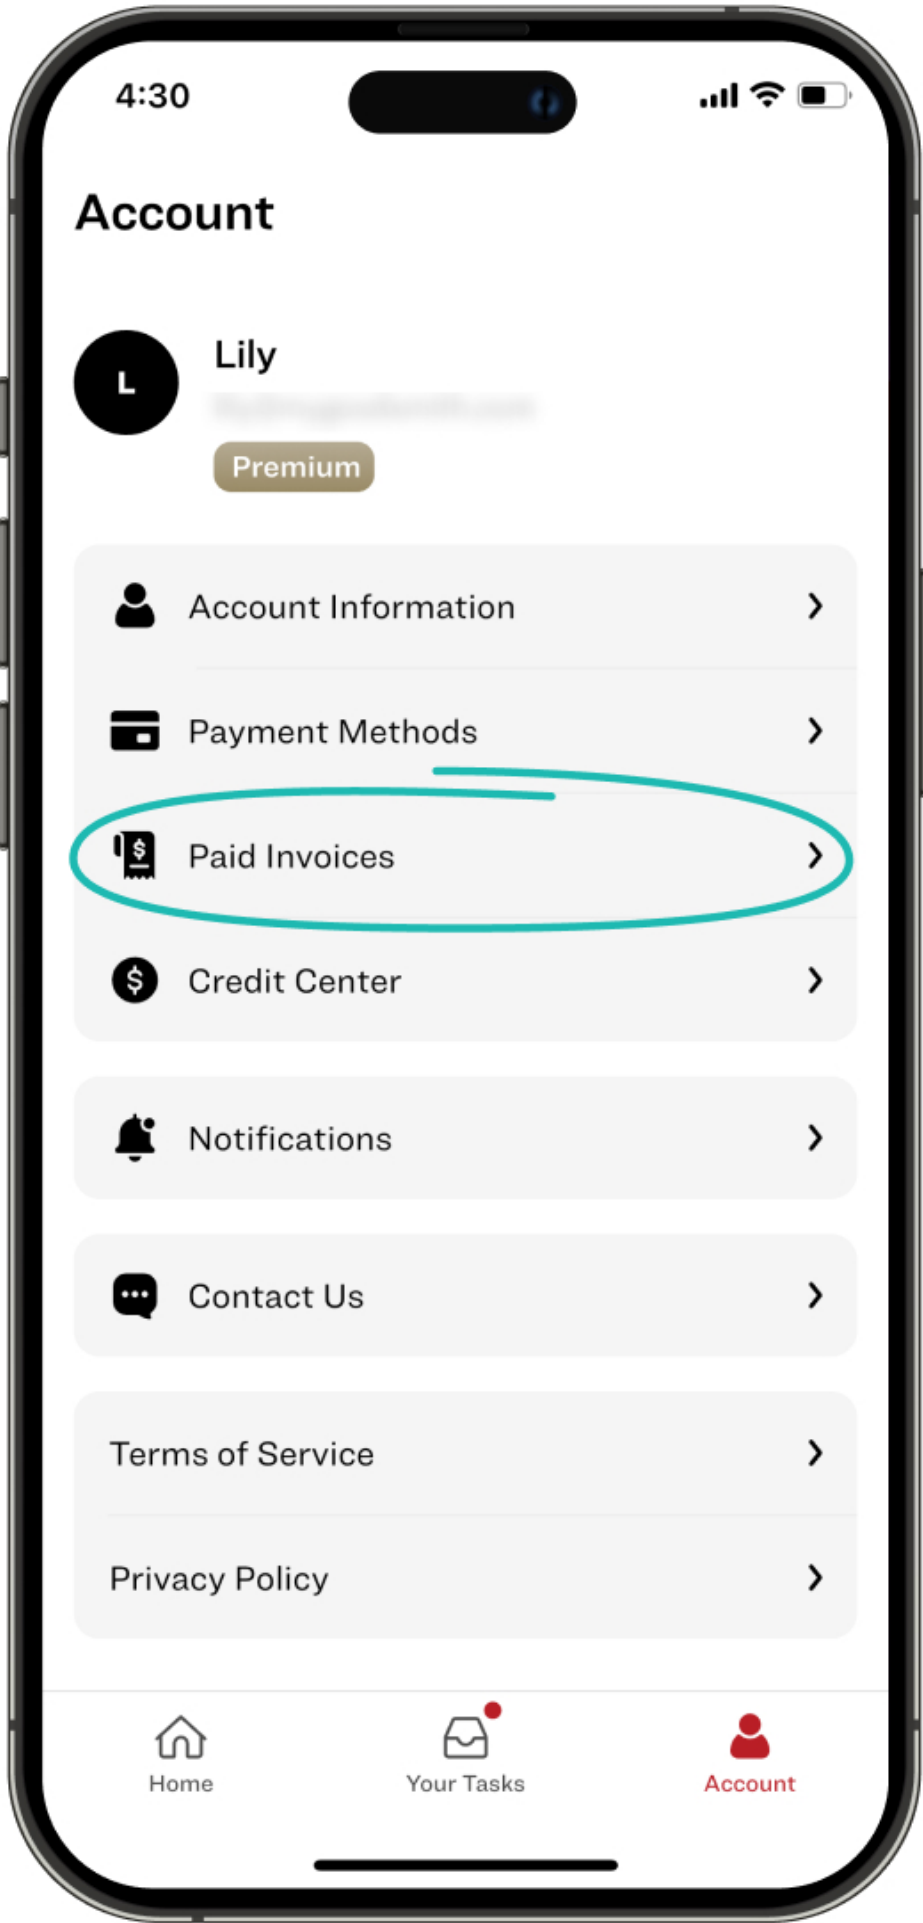 4:30
Account
L
Lily
Premium
Account Information
Payment Methods
$
Paid Invoices
$
Credit Center
Notifications
Contact Us
Terms of Service
Privacy Policy
Home
Your Tasks
Account